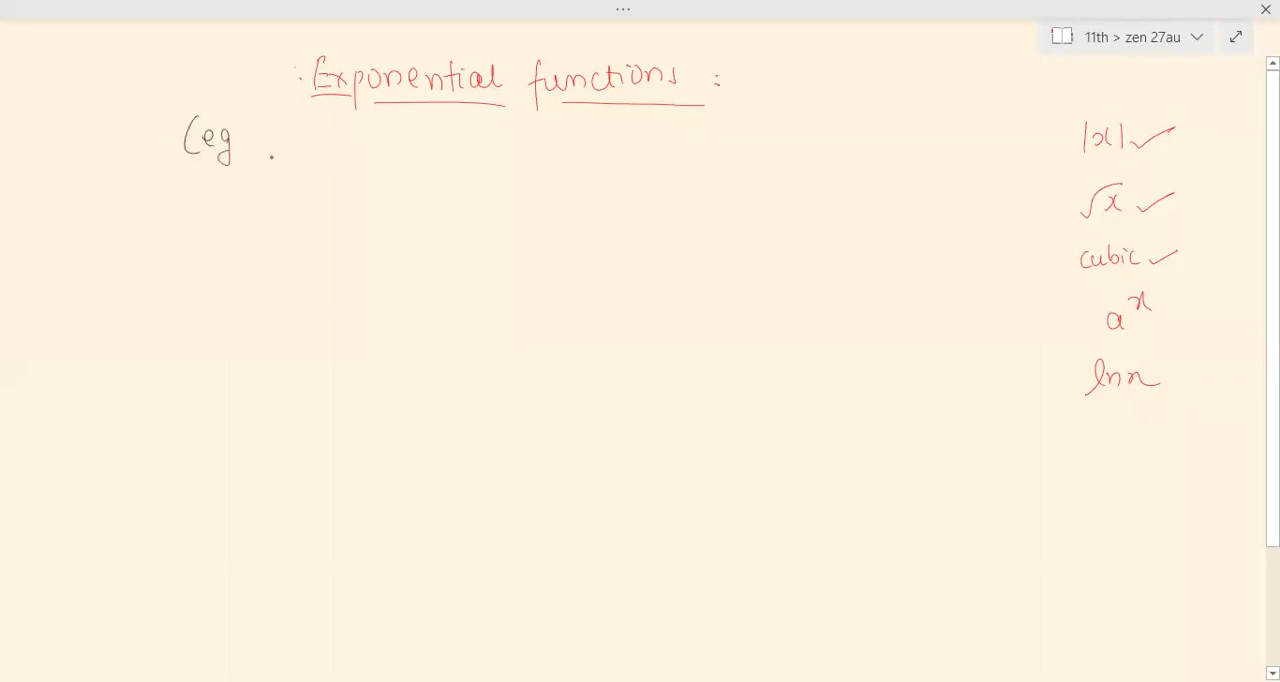 ...
11th > zen 27au
: Exponential functions :
(eg .
|x| ✓
√x ✓
cubic ✓
a^x
ln x